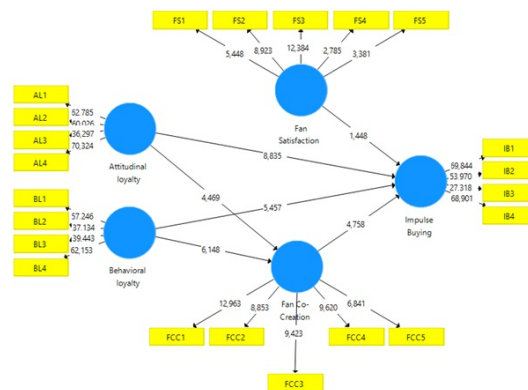 FS1
FS2
FS3
FS4
FS5
5,448
8,923
12,384
2,785
3,381
Fan
Satisfaction
AL1
AL2
AL3
AL4
36,297
70,324
Attitudinal
loyalty
1,448
8,835
4,469
BL1
BL2
BL3
BL4
57.246
37.134
39.443
62,153
Behavioral
loyalty
5,457
6,148
4,758
IB1
IB2
IB3
IB4
53.970
27.318
68,901
Impulse
Buying
Fan Co-
Creation
12,963
8,853
9,423
9,620
6,841
FCC1
FCC2
FCC3
FCC4
FCC5